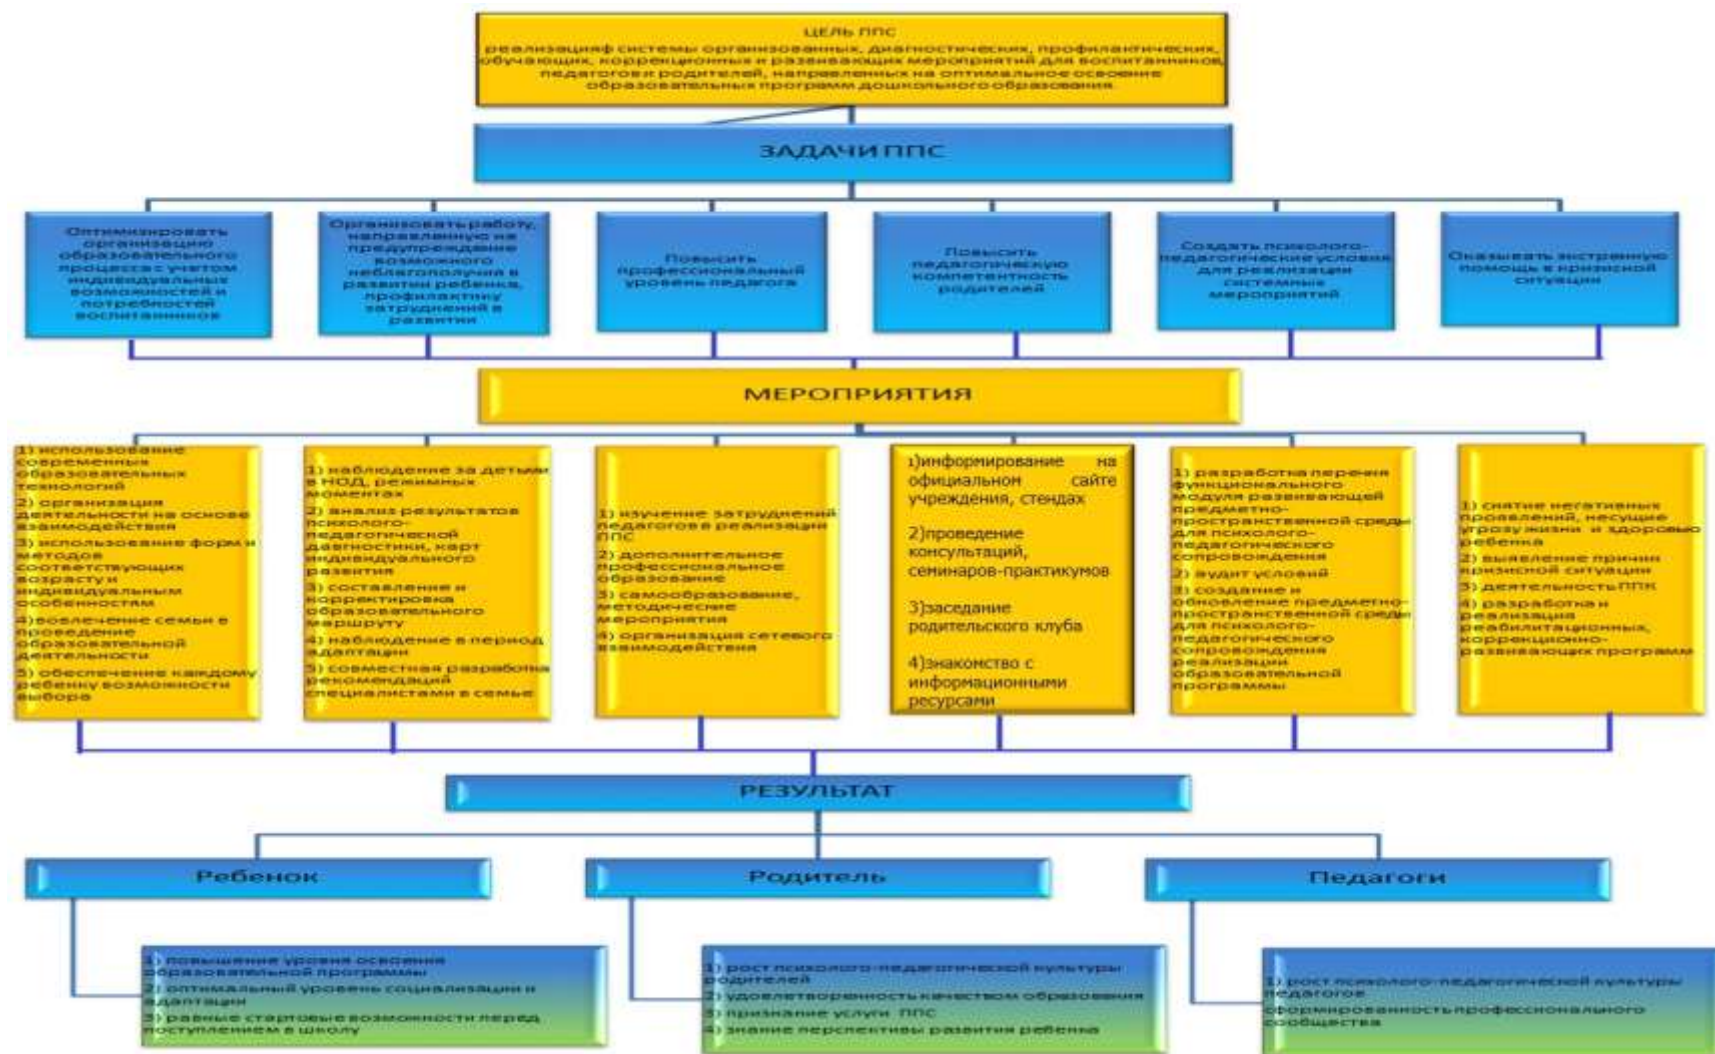 ЦЕЛЬ ППС
реализацияф системы организованных, диагностических, профилактических,
обучающих, коррекционных и развивающих мероприятий для воспитанников,
педагогов и родителей, направленных на оптимальное освоение
образовательных программ дошкольного образования.
ЗАДАЧИ ППС
Оптимизировать
организацию
образовательного
процесса с учетом
индивидуальных
возможностей и
потребностей
воспитанников
Организовать работу,
направленную на
предупреждение
возможного
неблагополучия в
развитии ребенка,
профилактику
затруднений в
развитии
Повысить
профессиональный
уровень педагога
Повысить
педагогическую
компетентность
родителей
Создать психолого-
педагогические условия
для реализации
системных
мероприятий
Оказывать экстренную
помощь в кризисной
ситуации
МЕРОПРИЯТИЯ
1) использование
современных
образовательных
технологий
2) организация
деятельности на основе
взаимодействия
3) использование форм и
методов
соответствующих
возрасту и
индивидуальным
особенностям
4)вовлечение семьи в
проведение
образовательной
деятельности
5) обеспечение каждому
ребенку возможности
выбора
1) наблюдение за детьми
в НОД, режимных
моментах
2) анализ результатов
психолого-
педагогической
диагностики, карт
индивидуального
развития
3) составление и
корректировка
образовательного
маршруту
4) наблюдение в период
адаптации
5) совместная разработка
рекомендаций
специалистами в семье
1) изучение затруднений
педагогов в реализации
ППС
2) дополнительное
профессиональное
образование
3) самообразование,
методические
мероприятия
4) организация сетевого
взаимодействия
1)информирование на
официальном сайте
учреждения, стендах
2)проведение
консультаций,
семинаров-практикумов
3)заседание
родительского клуба
4)знакомство с
информационными
ресурсами
1) разработка перечня
функционального
модуля развивающей
предметно-
пространственной среды
для психолого-
педагогического
сопровождения
2) аудит условий
3) создание и
обновление предметно-
пространственной среды
для психолого-
педагогического
сопровождения
реализации
образовательной
программы
1) снятие негативных
проявлений, несущие
угрозу жизни и здоровью
ребенка
2) выявление причин
кризисной ситуации
3) деятельность ППК
4) разработка и
реализация
реабилитационных,
коррекционно-
развивающих программ
РЕЗУЛЬТАТ
Ребенок
Родитель
Педагоги
1) повышение уровня освоения
образовательной программы
2) оптимальный уровень социализации и
адаптации
3) равные стартовые возможности перед
поступлением в школу
1) рост психолого-педагогической культуры
родителей
2) удовлетворенность качеством образования
3) признание услуги ППС
4) знание перспективы развития ребенка
1) рост психолого-педагогической культуры
педагогов
сформированность профессионального
сообщества